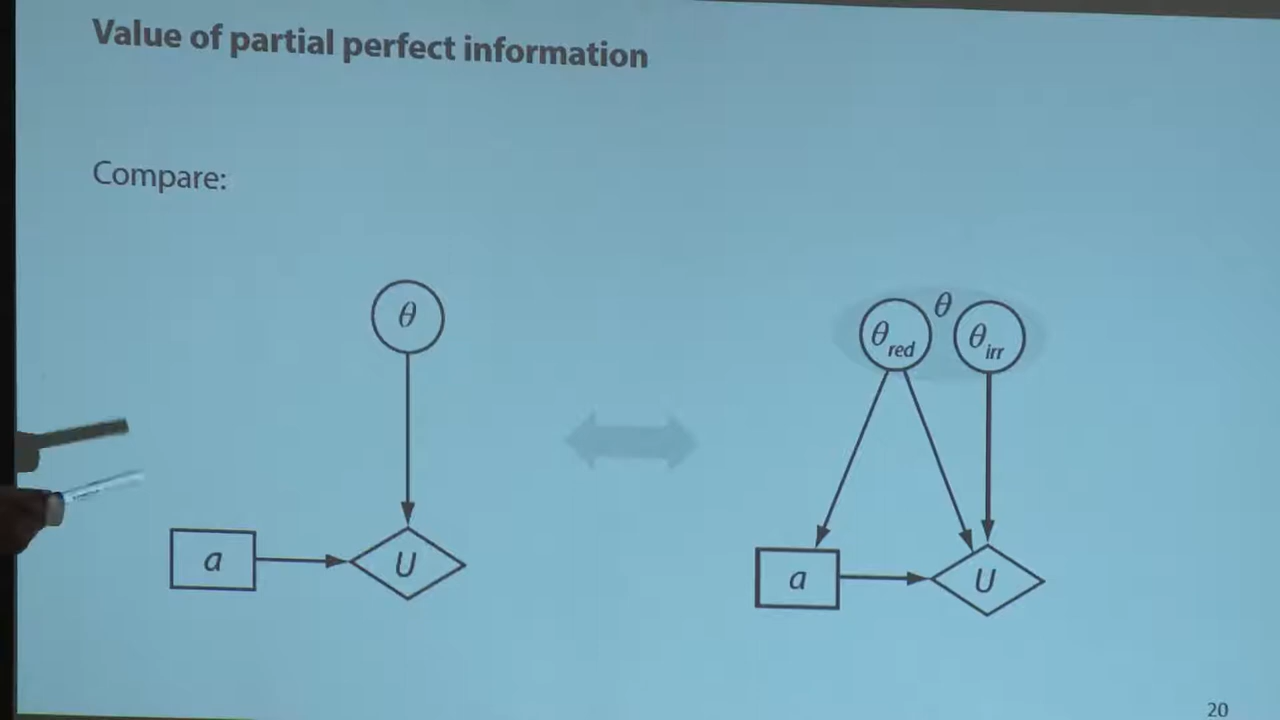 Value of partial perfect information
Compare:
θ
a
U
θ
θred
θirr
a
U
20